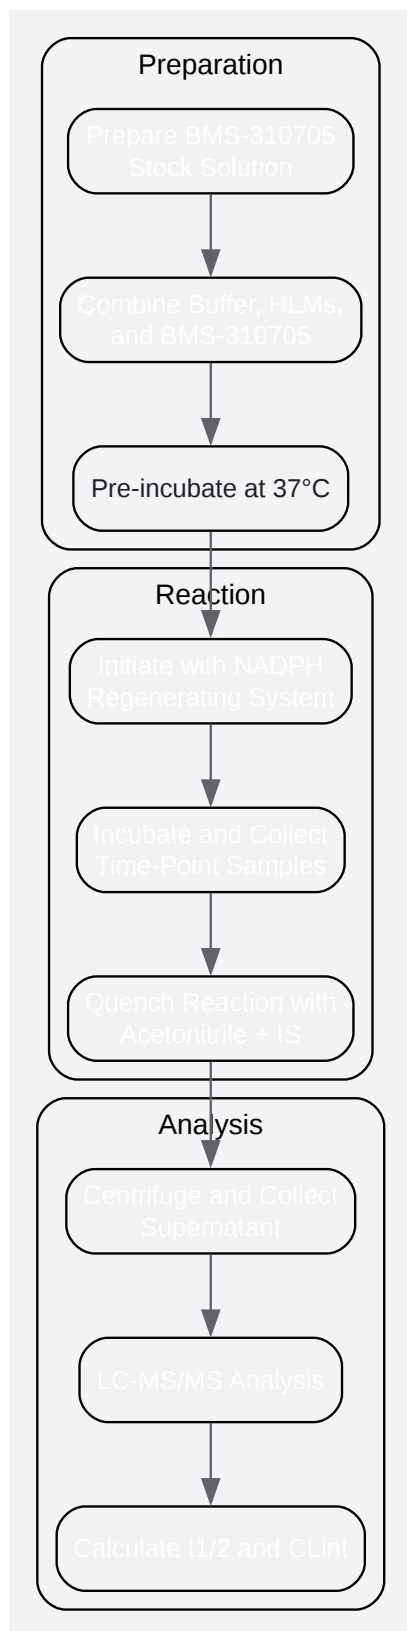 Preparation
Prepare BMS-310705
Stock Solution
Combine Buffer, HLMs,
and BMS-310705
Pre-incubate at 37°C
Reaction
Initiate with NADPH
Regenerating System
Incubate and Collect
Time-Point Samples
Quench Reaction with
Acetonitrile + IS
Analysis
Centrifuge and Collect
Supernatant
LC-MS/MS Analysis
Calculate t1/2 and CLint